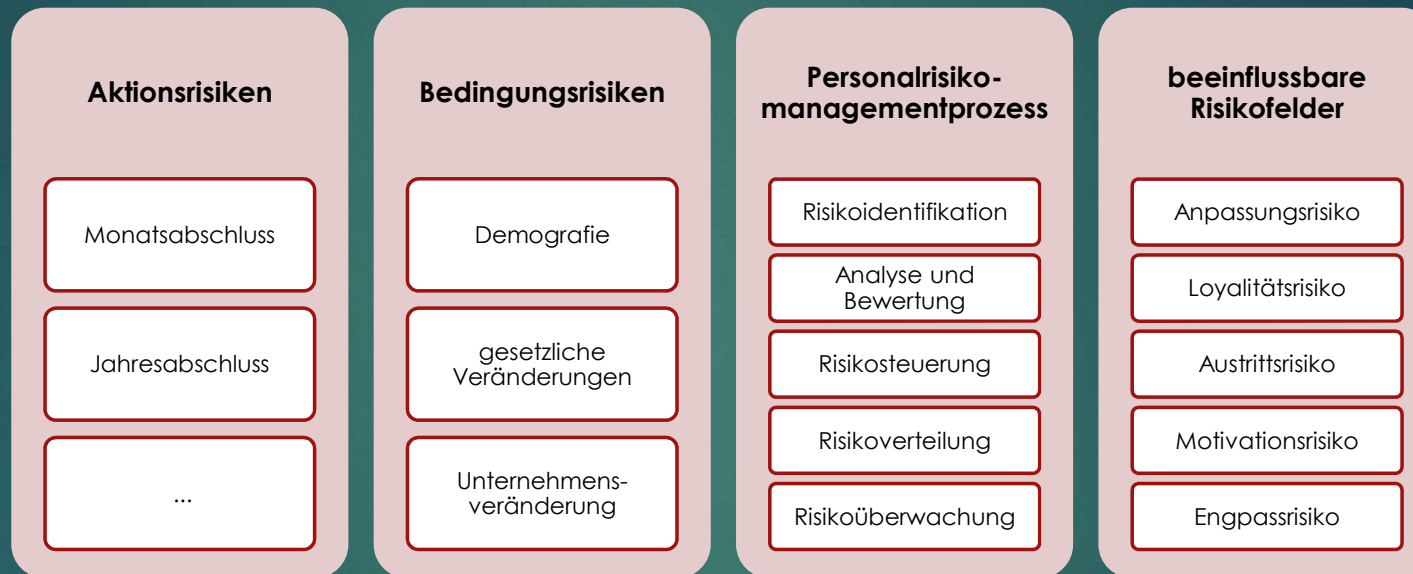 Aktionsrisiken
Monatsabschluss
Jahresabschluss
...
Bedingungsrisiken
Demografie
gesetzliche
Veränderungen
Unternehmens-
veränderung
Personalrisiko-
managementprozess
Risikoidentifikation
Analyse und
Bewertung
Risikosteuerung
Risikoverteilung
Risikoüberwachung
beeinflussbare
Risikofelder
Anpassungsrisiko
Loyalitätsrisiko
Austrittsrisiko
Motivationsrisiko
Engpassrisiko